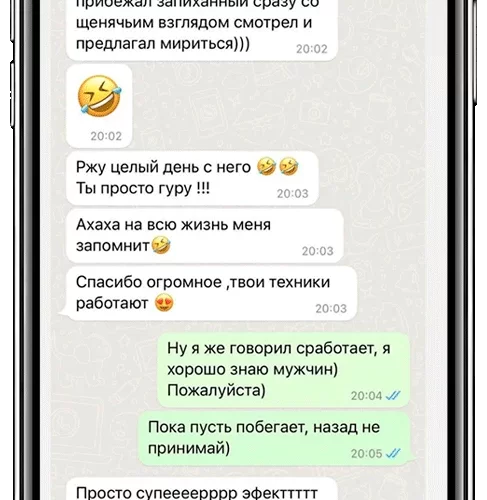 прибежал запиханный сразу со
щенячьим взглядом смотрел и
предлагал мириться)))
20:02
🤣
20:02
Ржу целый день с него 🤣🤣
Ты просто гуру !!!
20:03
Ахаха на всю жизнь меня
запомнит🤣
20:03
Спасибо огромное ,твои техники
работают 😍
20:03
Ну я же говорил сработает, я
хорошо знаю мужчин)
Пожалуйста)
20:04
Пока пусть побегает, назад не
принимай)
20:05
Просто супеееерррр эфекттттт